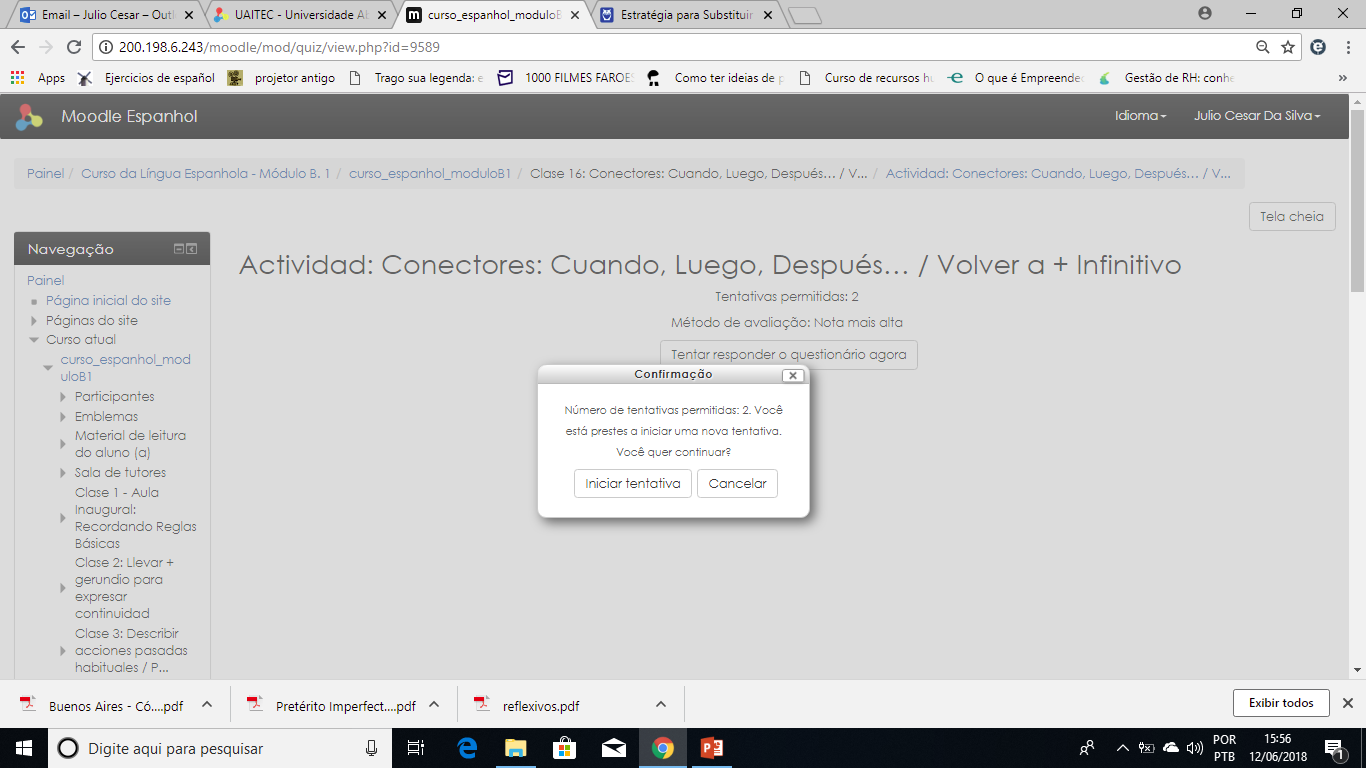 Email – Julio Cesar – Outl
UAITEC - Universidade Ab
curso_espanhol_moduloB
Estratégia para Substituir
200.198.6.243/moodle/mod/quiz/view.php?id=9589
Apps
Ejercicios de español
projetor antigo
Trago sua legenda: e
1000 FILMES FAROES
Como ter ideias de p
Curso de recursos hu
O que é Empreende
Gestão de RH: conhe
»
Moodle Espanhol
Idioma
Julio Cesar Da Silva
Painel / Curso da Língua Espanhola - Módulo B. 1 / curso_espanhol_moduloB1 / Clase 16: Conectores: Cuando, Luego, Después… / V... / Actividad: Conectores: Cuando, Luego, Después… / V...
Tela cheia
Navegação
Painel
Página inicial do site
Páginas do site
Curso atual
curso_espanhol_mod
uloB1
Participantes
Emblemas
Material de leitura
do aluno (a)
Sala de tutores
Clase 1 - Aula
Inaugural:
Recordando Reglas
Básicas
Clase 2: Llevar +
gerundio para
expresar
continuidad
Clase 3: Describir
acciones pasadas
habituales / P...
Actividad: Conectores: Cuando, Luego, Después… / Volver a + Infinitivo
Tentativas permitidas: 2
Método de avaliação: Nota mais alta
Tentar responder o questionário agora
Confirmação
Número de tentativas permitidas: 2. Você
está prestes a iniciar uma nova tentativa.
Você quer continuar?
Iniciar tentativa
Cancelar
Buenos Aires - Có....pdf
Pretérito Imperfect....pdf
reflexivos.pdf
Exibir todos
Digite aqui para pesquisar
POR
PTB
15:56
12/06/2018
1